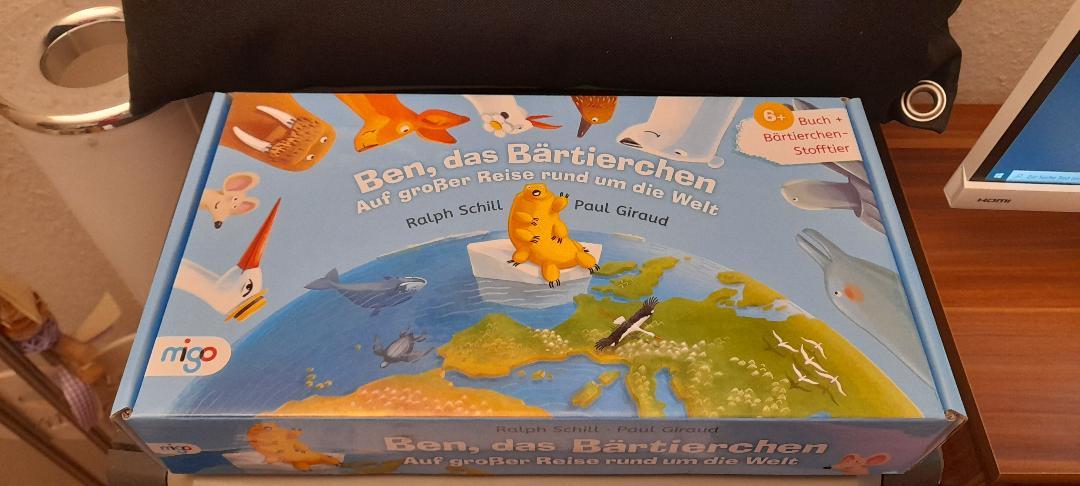 6+
Buch +
Bärtierchen-
Stofftier
Ben, das Bärtierchen
Auf großer Reise rund um die Welt
Ralph Schill
Paul Giraud
migo
Ralph Schill · Paul Giraud
migo
Ben, das Bärtierchen
Auf großer Reise rund um die Welt
HDMI